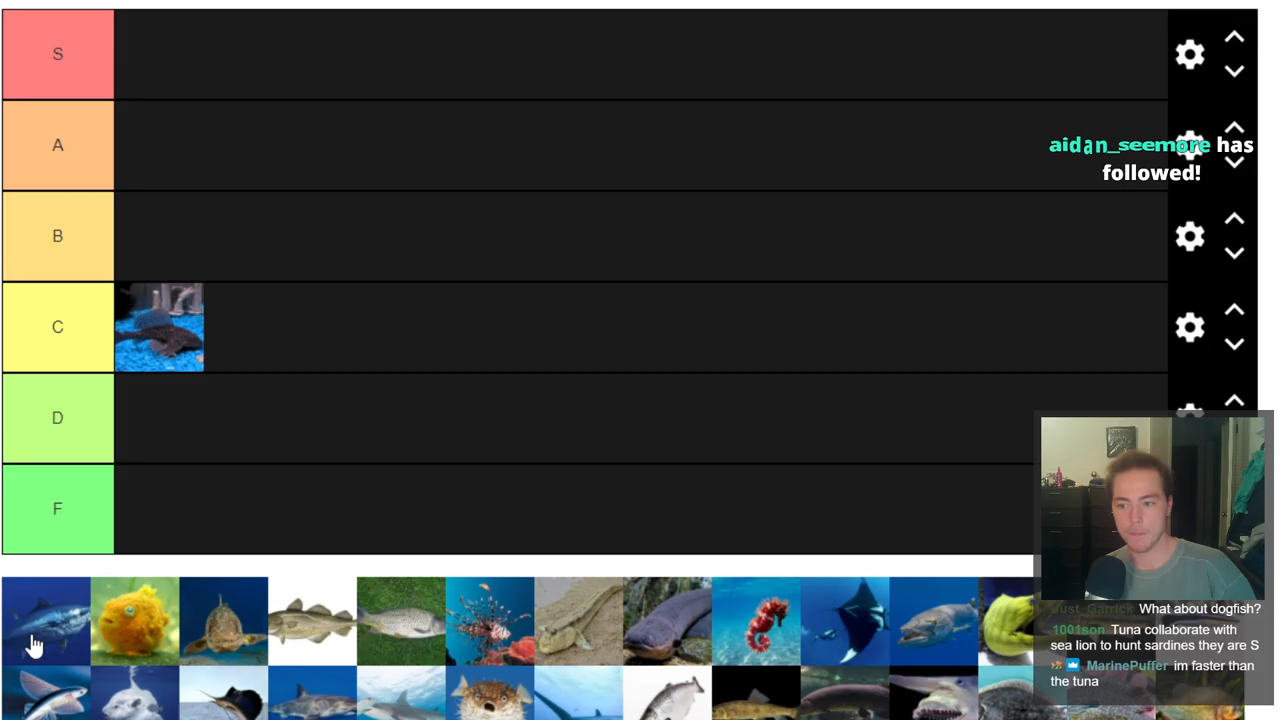 S
A
aidan_seemore has
followed!
B
C
D
F
Just_Garrick What about dogfish?
1001son Tuna collaborate with
sea lion to hunt sardines they are S
MarinePuffer im faster than
the tuna